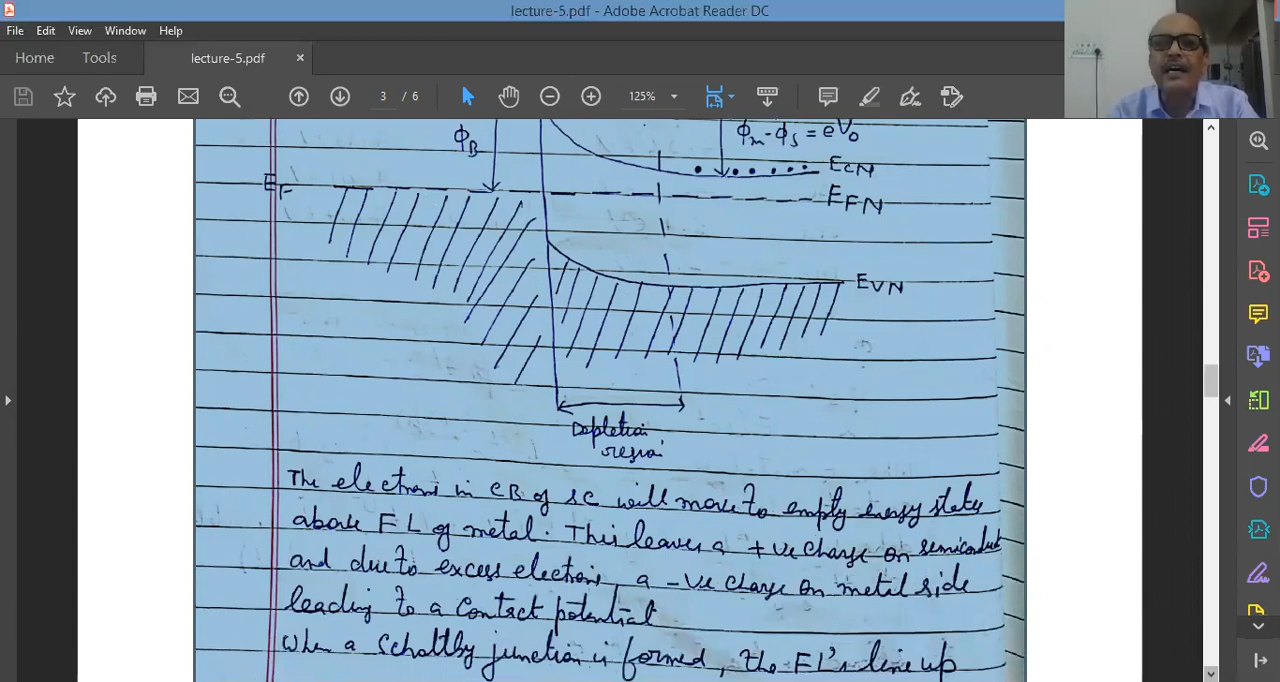 lecture-5.pdf - Adobe Acrobat Reader DC
File Edit View Window Help
Home Tools lecture-5.pdf ×
3 / 6 125%
ϕB
ϕm-ϕs = eVo
ECN
EF
EFN
EVN
Depletion
region
The electrons in CB of SC will move to empty energy states
above FL of metal. This leaves a +ve charge on semiconduct
and due to excess electrons, a -ve charge on metal side
leading to a contact potential
When a Schottky junction is formed, the FL's line up